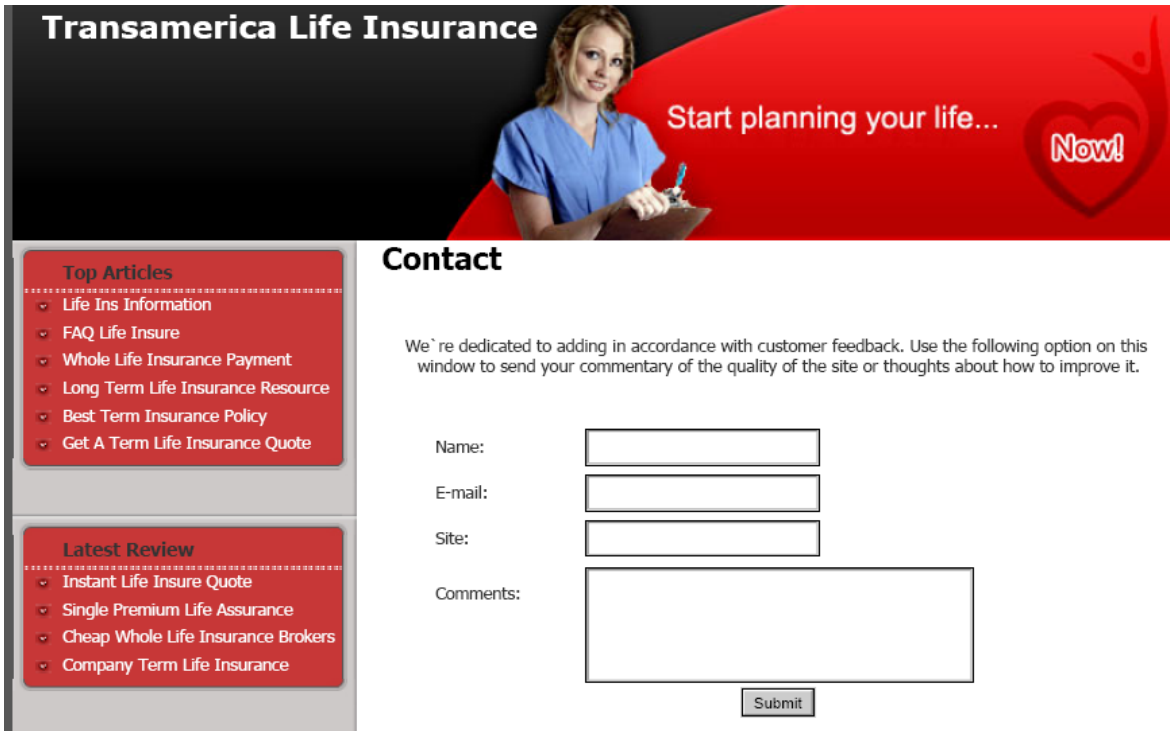 Transamerica Life Insurance
Start planning your life...
Now!
Top Articles
Life Ins Information
FAQ Life Insure
Whole Life Insurance Payment
Long Term Life Insurance Resource
Best Term Insurance Policy
Get A Term Life Insurance Quote
Latest Review
Instant Life Insure Quote
Single Premium Life Assurance
Cheap Whole Life Insurance Brokers
Company Term Life Insurance
Contact
We`re dedicated to adding in accordance with customer feedback. Use the following option on this
window to send your commentary of the quality of the site or thoughts about how to improve it.
Name:
E-mail:
Site:
Comments:
Submit